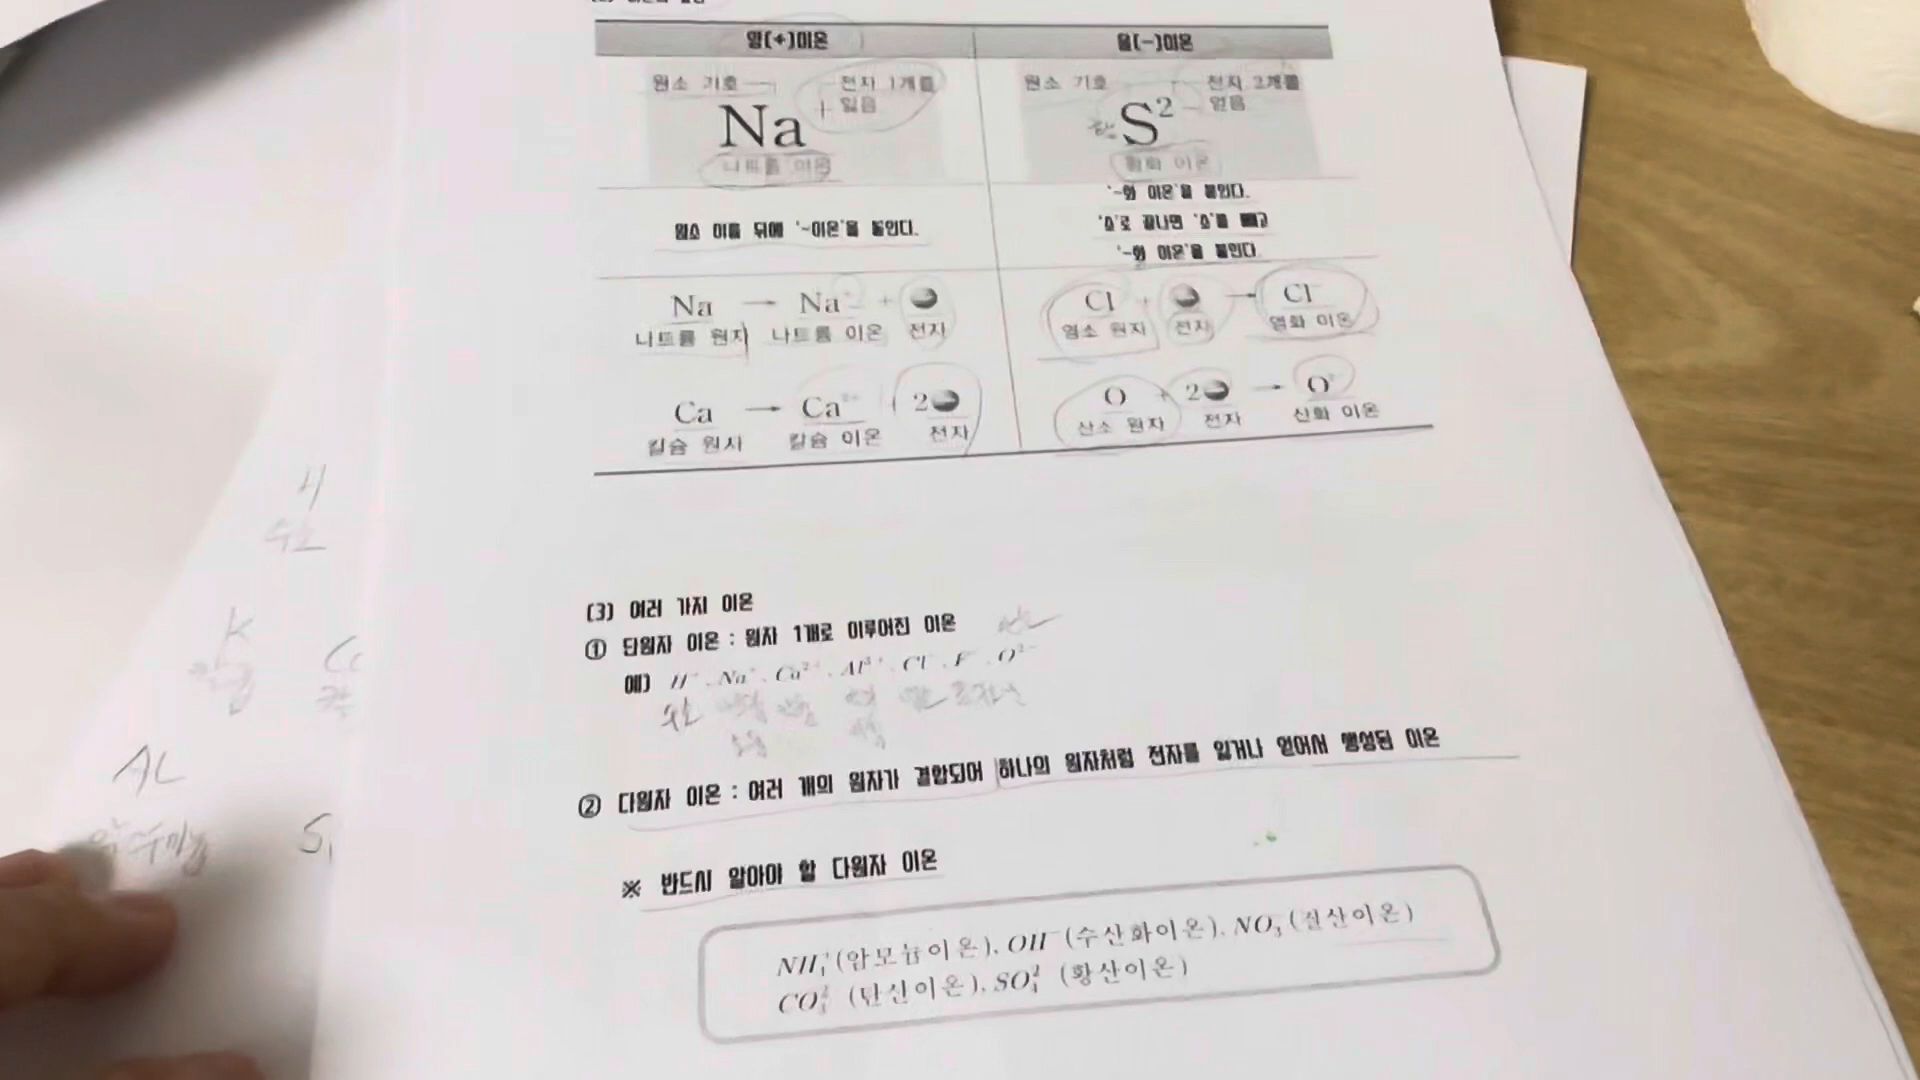 양(+)이온 음(-)이온
원소 기호 전자 1개를 잃음 원소 기호 전자 2개를 얻음
Na + S2-
나트륨 이온 황화 이온
'-화 이온'을 붙인다.
원소 이름 뒤에 '-이온'을 붙인다. '소'로 끝나면 '소'를 빼고
'-화 이온'을 붙인다.
Na → Na+ + Cl + → Cl-
나트륨 원자 나트륨 이온 전자 염소 원자 전자 염화 이온
Ca → Ca2+ + 2 O + 2 → O2-
칼슘 원자 칼슘 이온 전자 산소 원자 전자 산화 이온
(3) 여러 가지 이온
① 단원자 이온 : 원자 1개로 이루어진 이온
예) H+, Na+, Ca2+, Al3+, Cl-, F-, O2-
수소
② 다원자 이온 : 여러 개의 원자가 결합되어 하나의 원자처럼 전자를 잃거나 얻어서 형성된 이온
※ 반드시 알아야 할 다원자 이온
NH4+(암모늄이온), OH-(수산화이온), NO3-(질산이온)
CO32-(탄산이온), SO42-(황산이온)
수소
K
AL
알루미늄